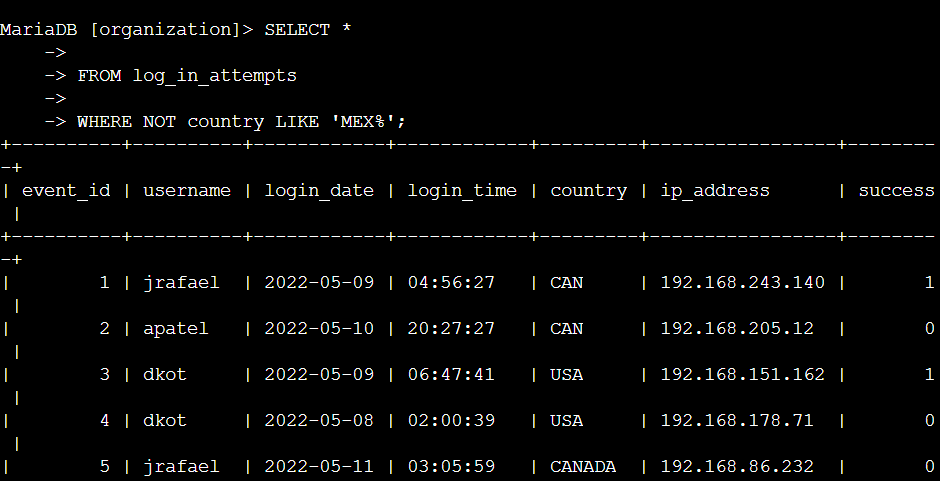 MariaDB [organization]> SELECT *
    ->
    -> FROM log_in_attempts
    ->
    -> WHERE NOT country LIKE 'MEX%';
+----------+----------+------------+------------+---------+-----------------+--------
-+
| event_id | username | login_date | login_time | country | ip_address      | success
 |
+----------+----------+------------+------------+---------+-----------------+--------
-+
|        1 | jrafael  | 2022-05-09 | 04:56:27   | CAN     | 192.168.243.140 |       1
 |
|        2 | apatel   | 2022-05-10 | 20:27:27   | CAN     | 192.168.205.12  |       0
 |
|        3 | dkot     | 2022-05-09 | 06:47:41   | USA     | 192.168.151.162 |       1
 |
|        4 | dkot     | 2022-05-08 | 02:00:39   | USA     | 192.168.178.71  |       0
 |
|        5 | jrafael  | 2022-05-11 | 03:05:59   | CANADA  | 192.168.86.232  |       0